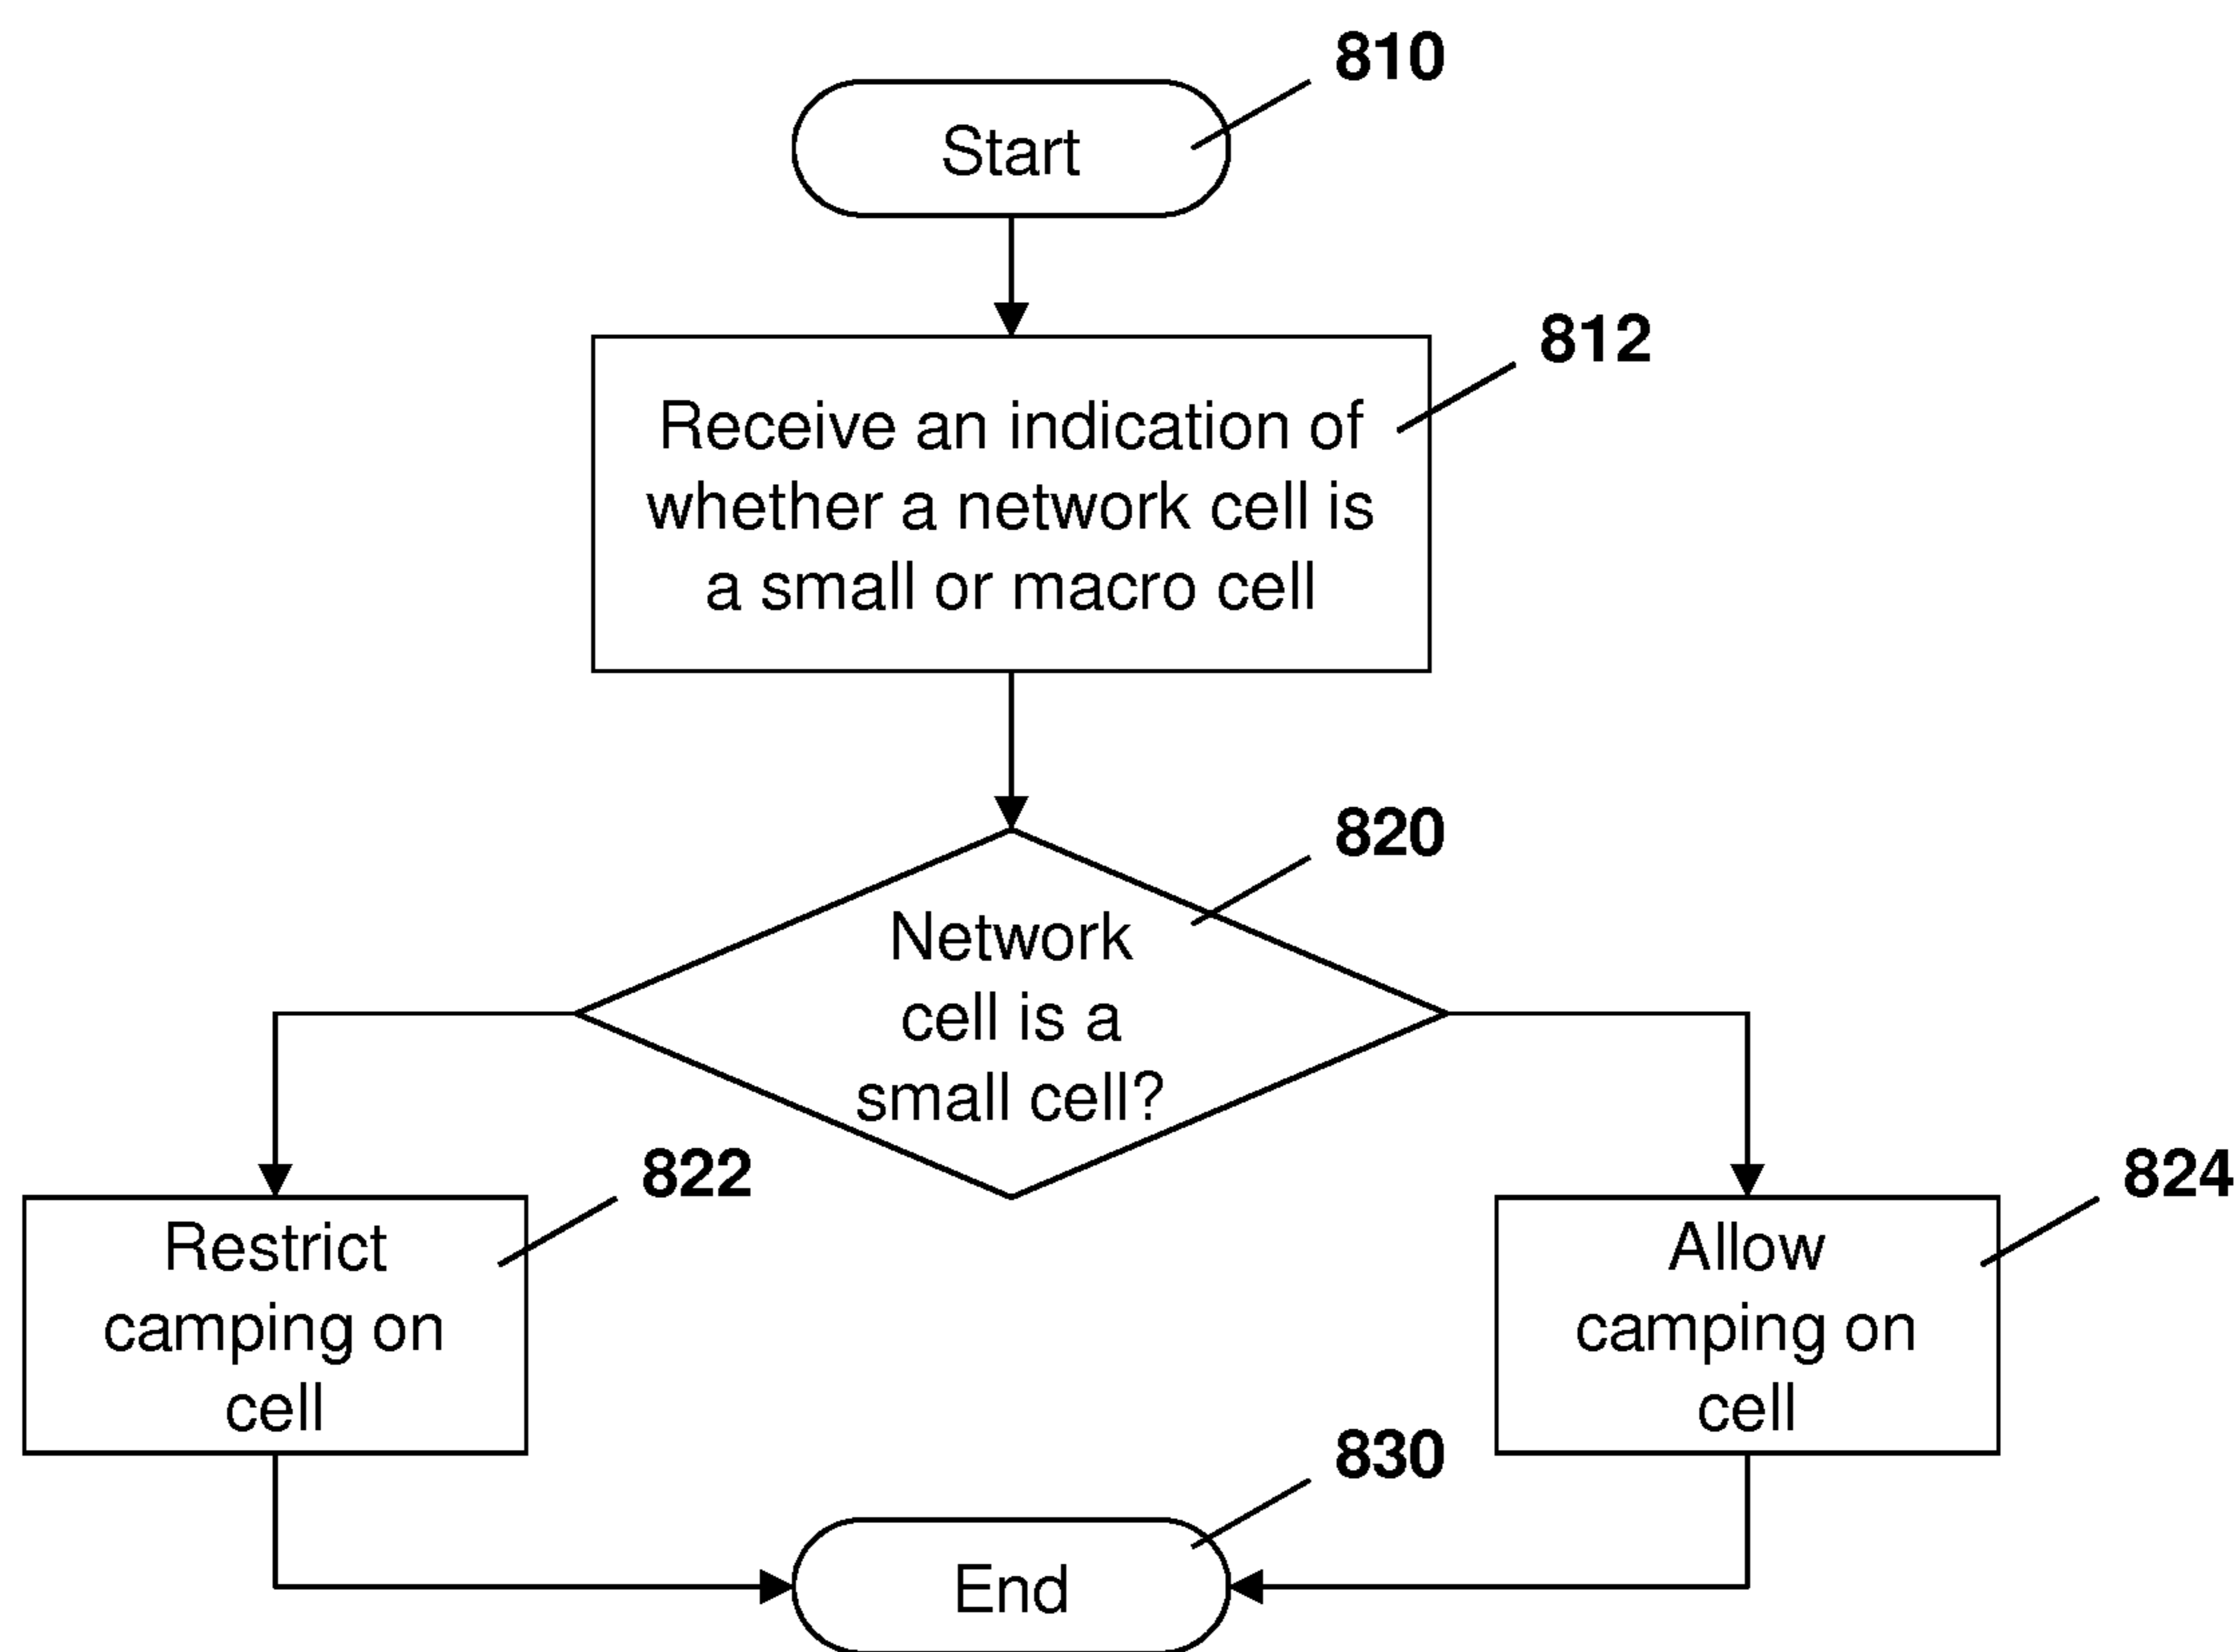 810
Start
812
Receive an indication of
whether a network cell is
a small or macro cell
820
Network
cell is a
small cell?
822
Restrict
camping on
cell
824
Allow
camping on
cell
830
End